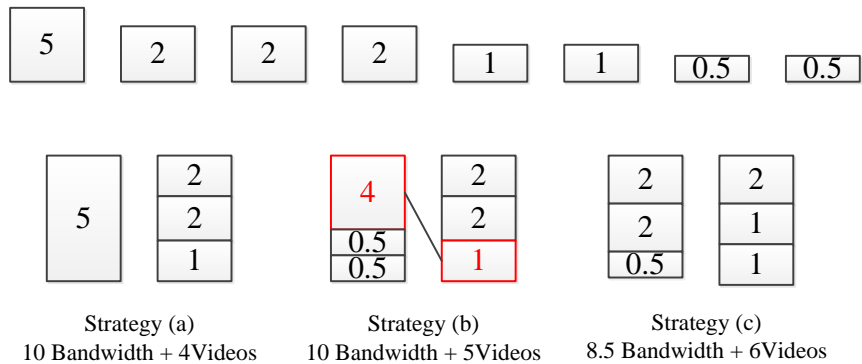 5 2 2 2 1 1 0.5 0.5
5 2 4 2 2 2
2 0.5 2 2 1
1 0.5 1 0.5 1
Strategy (a) Strategy (b) Strategy (c)
10 Bandwidth + 4Videos 10 Bandwidth + 5Videos 8.5 Bandwidth + 6Videos